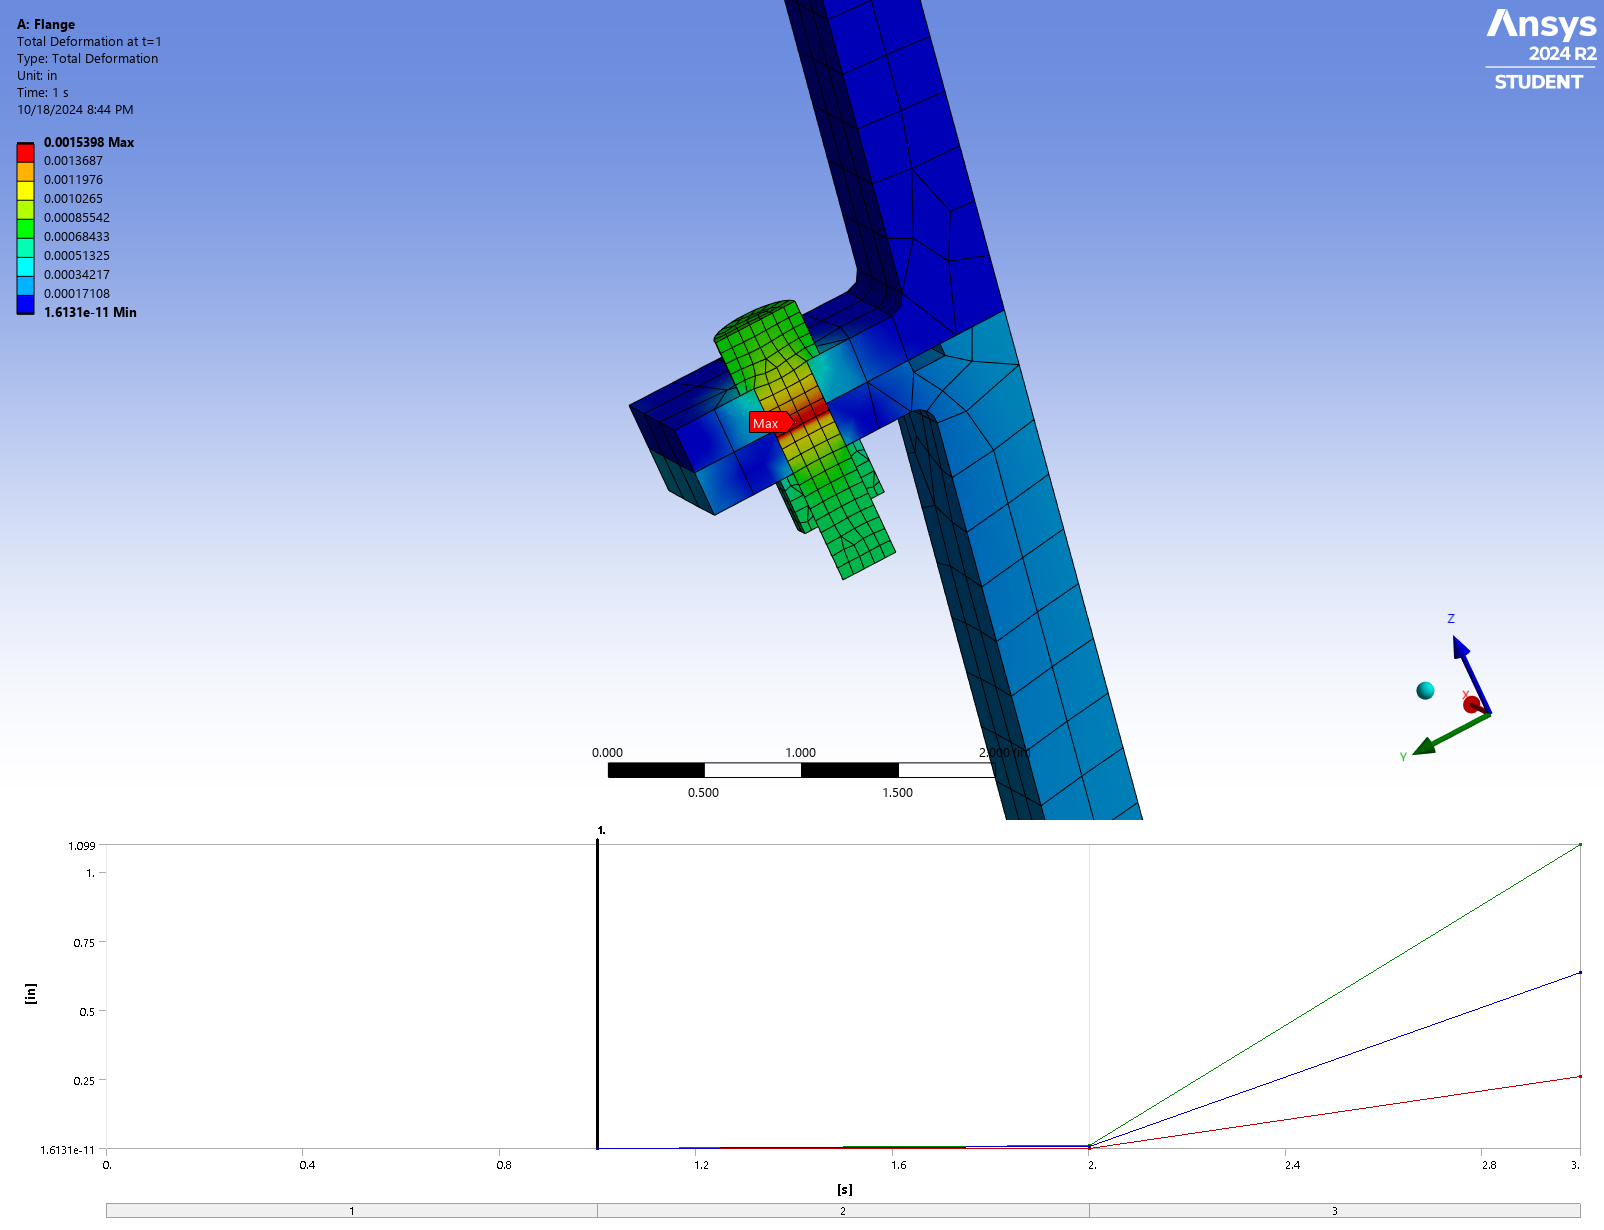 A: Flange
Total Deformation at t=1
Type: Total Deformation
Unit: in
Time: 1 s
10/18/2024 8:44 PM
0.0015398 Max
0.0013687
0.0011976
0.0010265
0.00085542
0.00068433
0.00051325
0.00034217
0.00017108
1.6131e-11 Min
Ansys
2024 R2
STUDENT
Max
Z
X
Y
0.000 1.000 2.000 (in)
0.500 1.500
1.
1.099
1.
0.75
0.5
0.25
1.6131e-11
[in]
0. 0.4 0.8 1.2 1.6 2. 2.4 2.8 3.
[s]
1 2 3